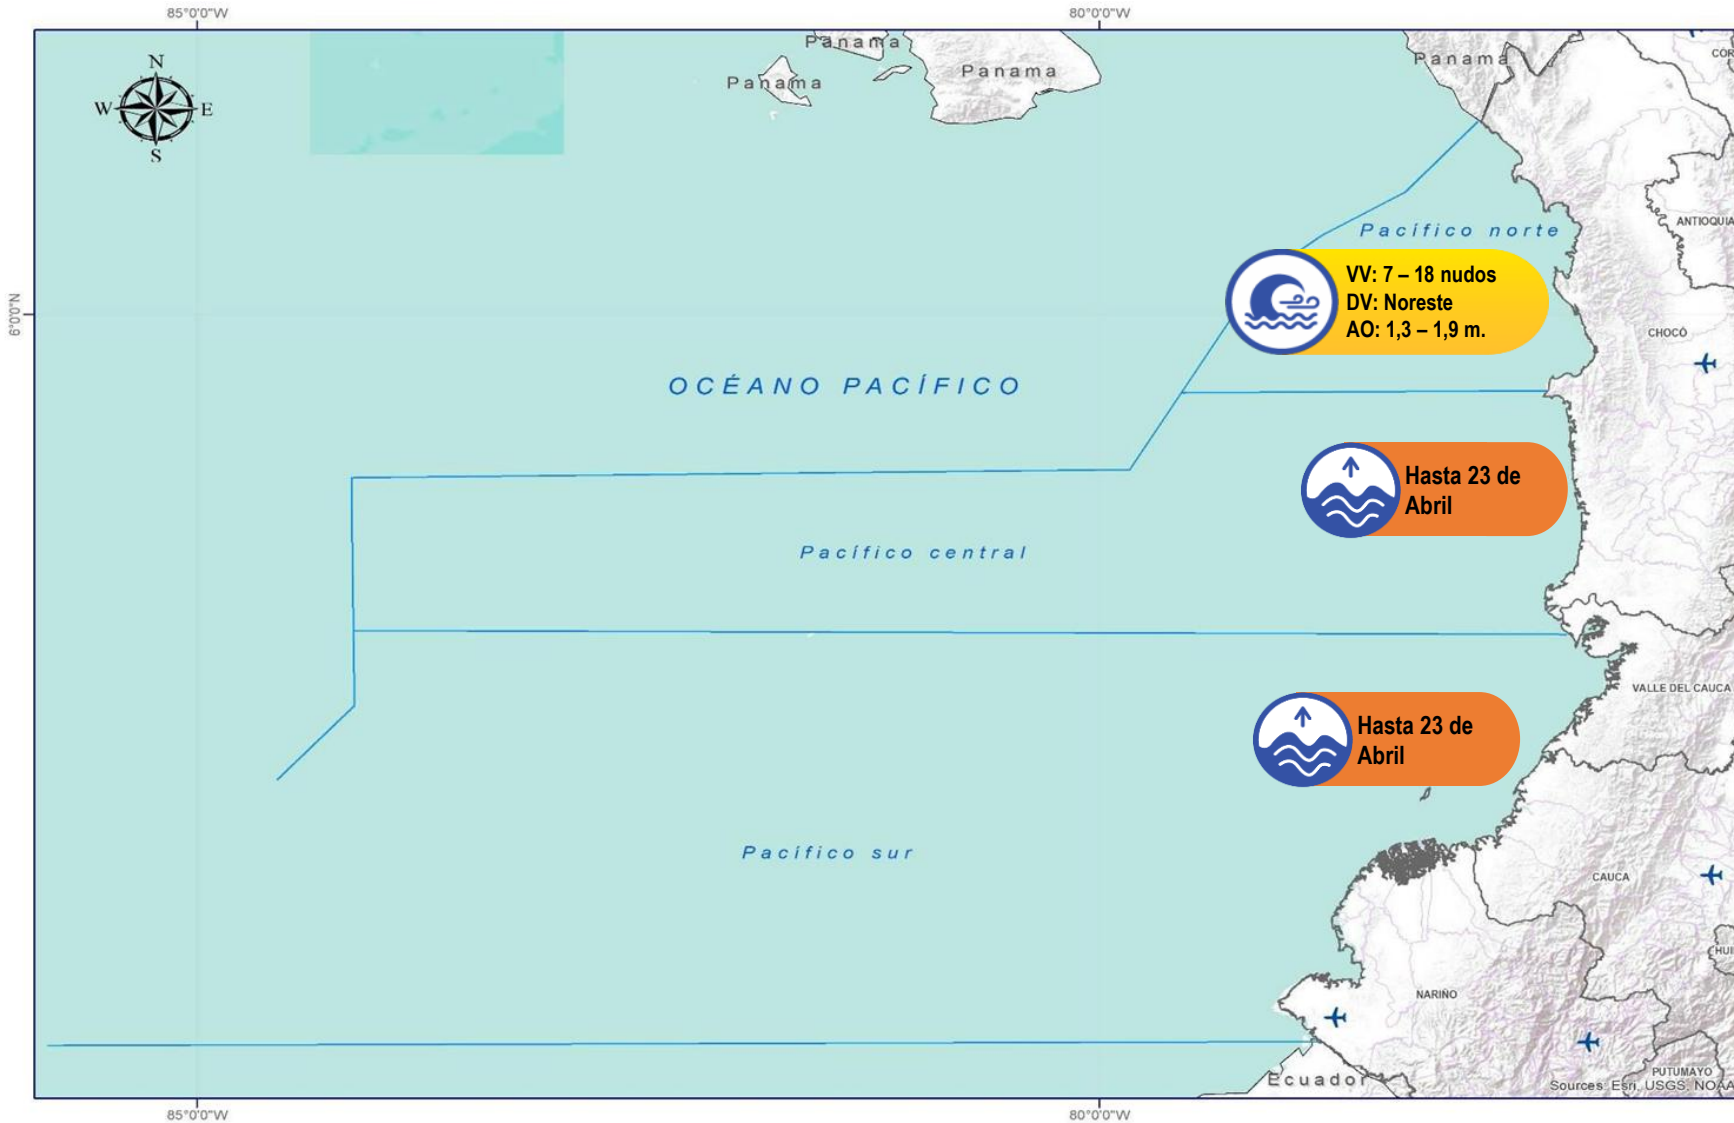 85°0'0"W
80°0'0"W
N
W
E
S
Panama
Panama
Panama
Panama
COR
ANTIOQUIA
Pacífico norte
VV: 7 – 18 nudos
DV: Noreste
AO: 1,3 – 1,9 m.
6°0'0"N
CHOCÓ
OCÉANO PACÍFICO
Hasta 23 de
Abril
Pacífico central
VALLE DEL CAUCA
Hasta 23 de
Abril
Pacífico sur
CAUCA
HUI
NARIÑO
Ecuador
PUTUMAYO
Sources: Esri, USGS, NOAA
85°0'0"W
80°0'0"W